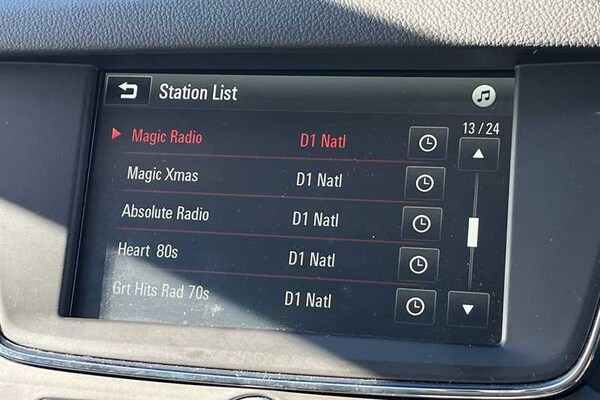 Station List
13 / 24
Magic Radio D1 Natl
Magic Xmas D1 Natl
Absolute Radio D1 Natl
Heart 80s D1 Natl
Grt Hits Rad 70s D1 Natl